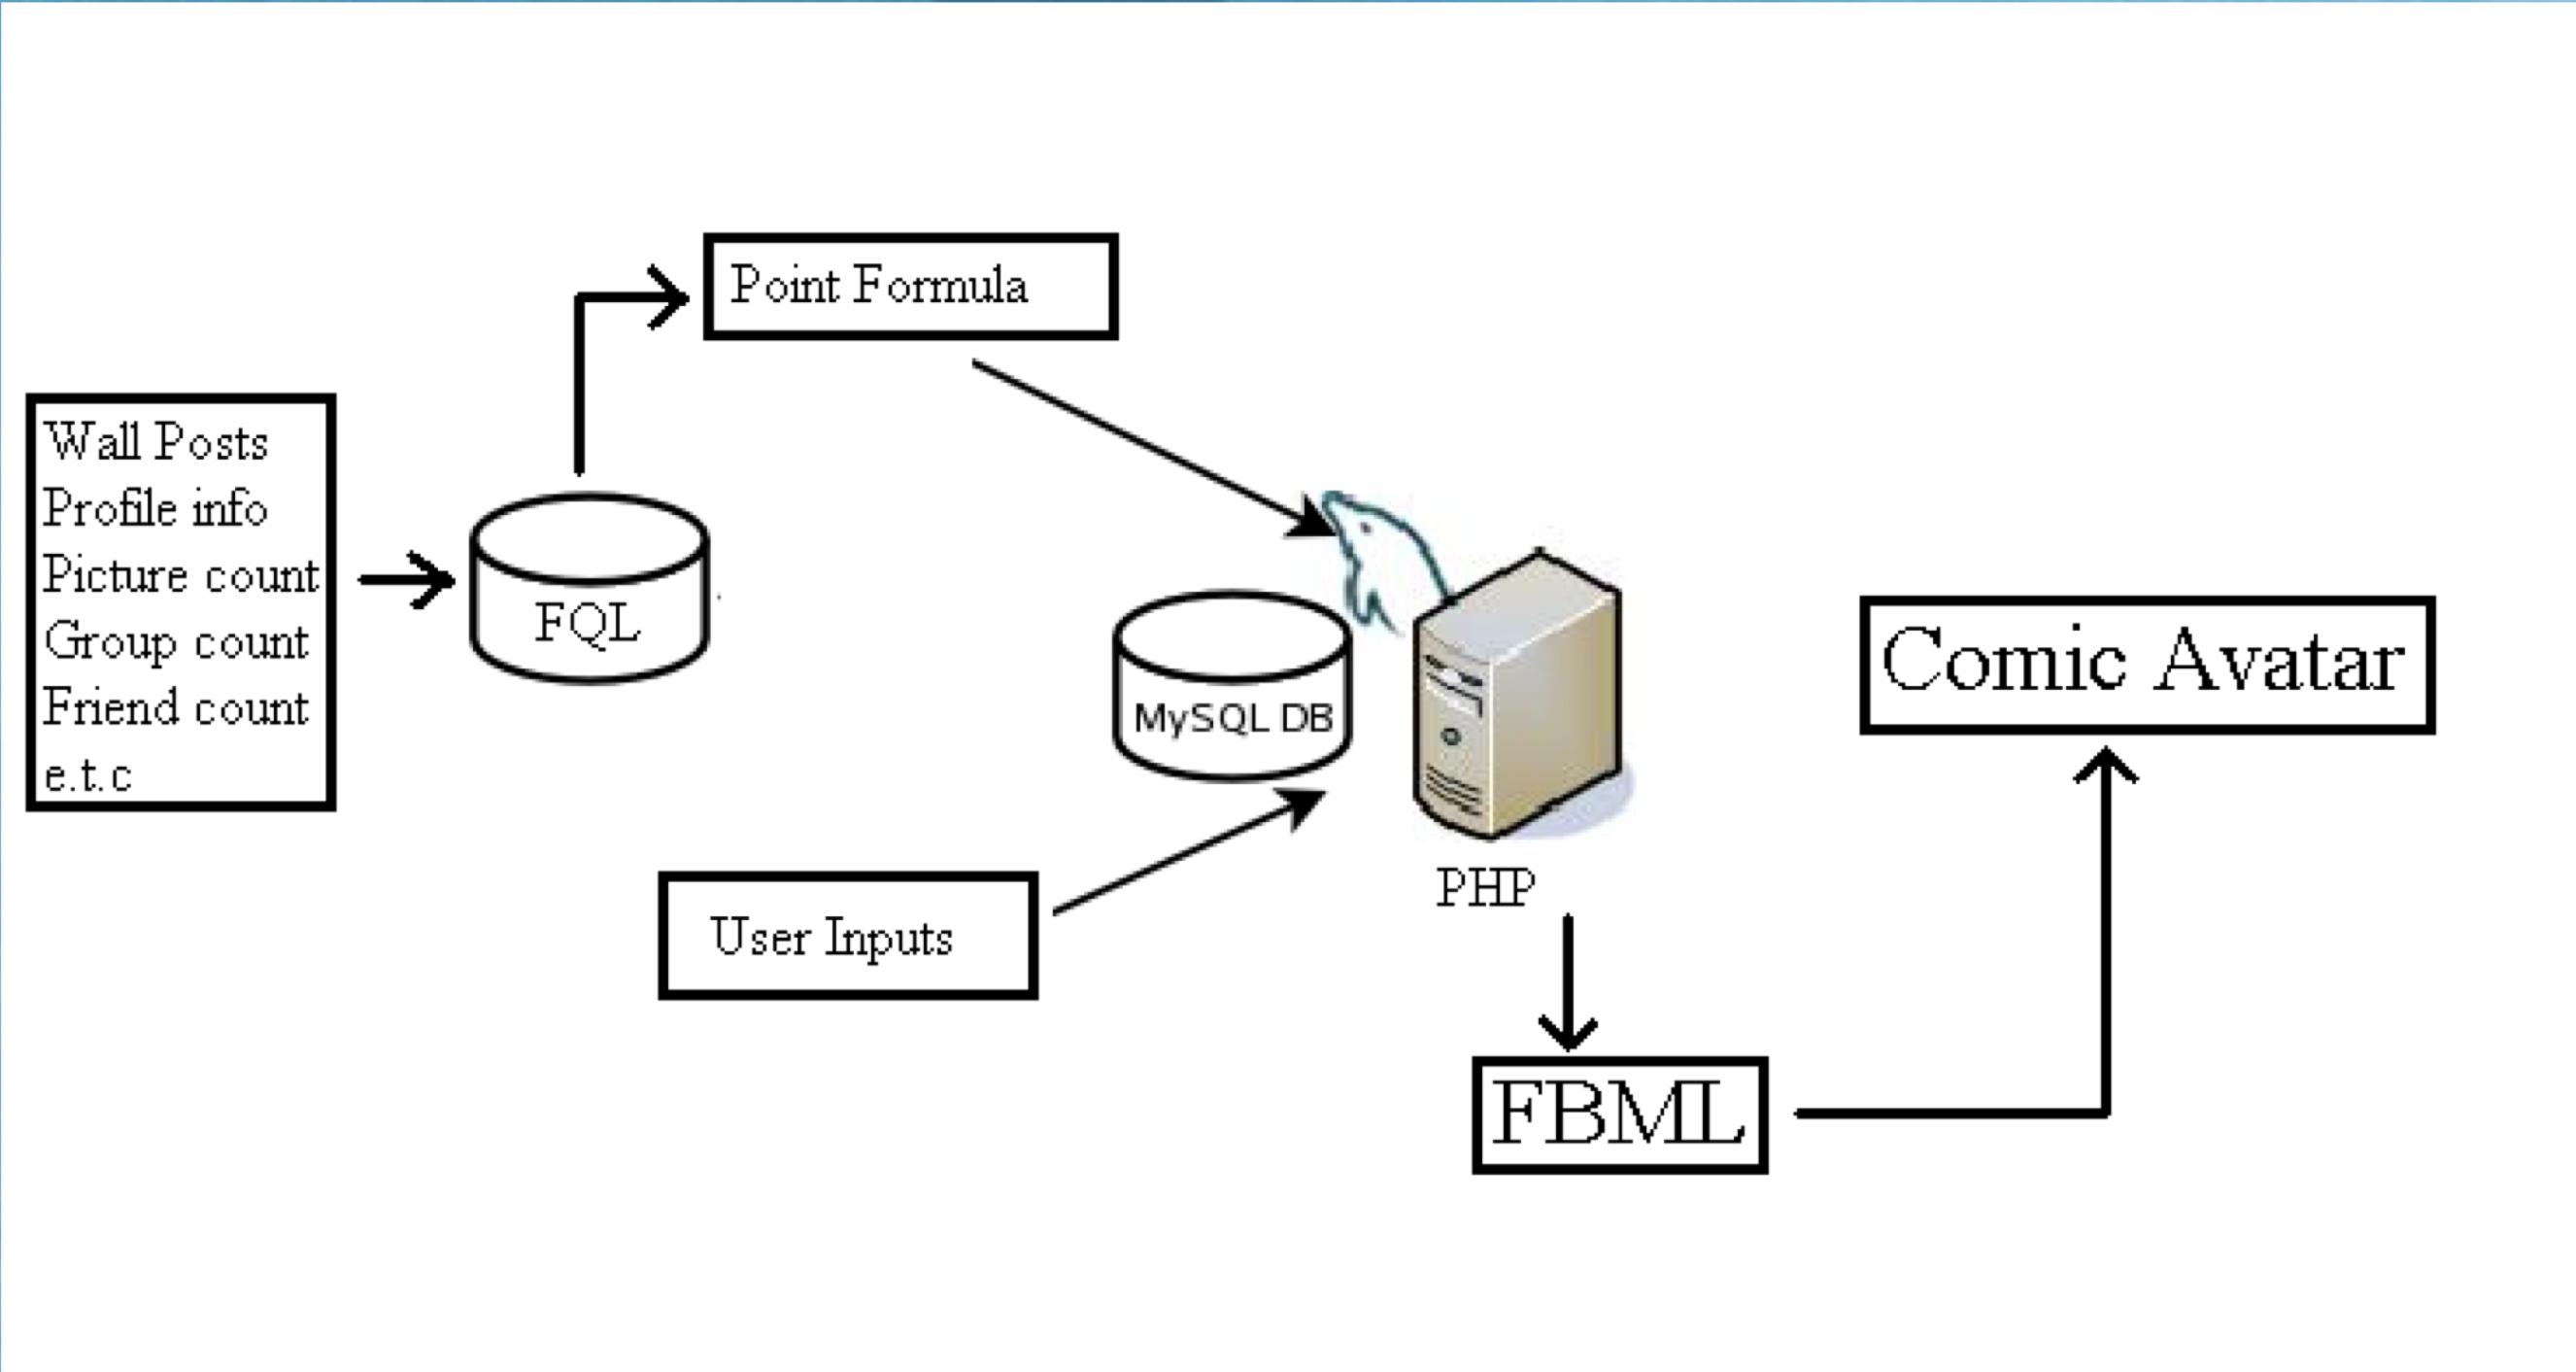 Point Formula
Wall Posts
Profile info
Picture count
Group count
Friend count
e.t.c
FQL
MySQL DB
Comic Avatar
PHP
User Inputs
FBML